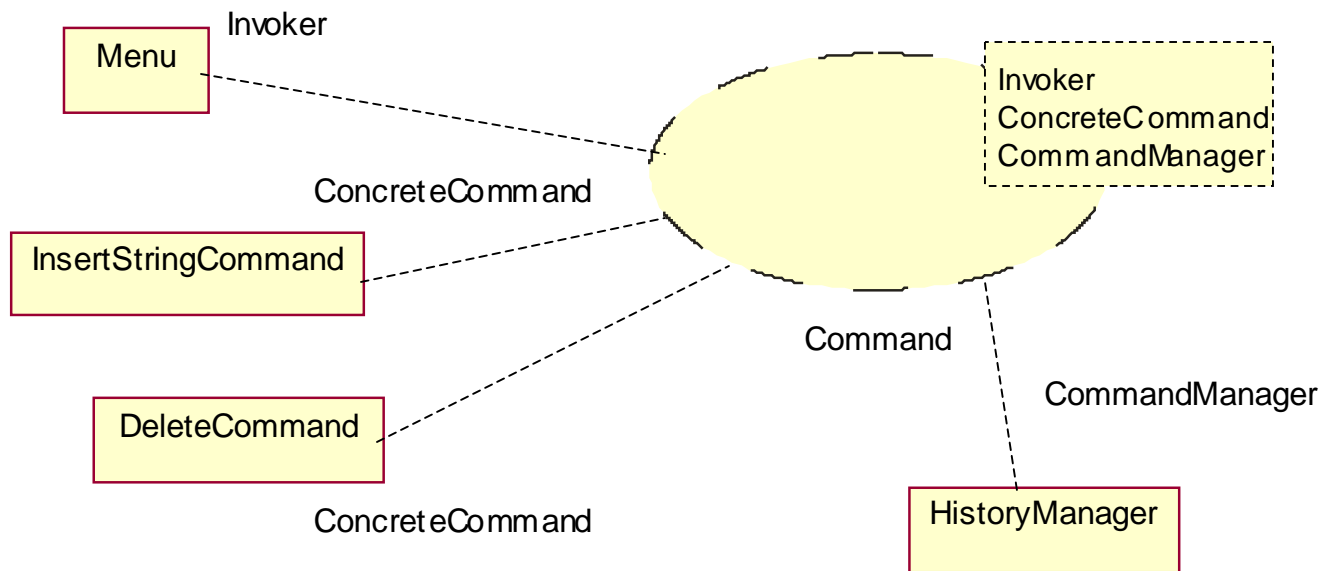 Invoker
Menu
Invoker
ConcreteCommand
CommandManager
ConcreteCommand
InsertStringCommand
Command
CommandManager
DeleteCommand
ConcreteCommand
HistoryManager